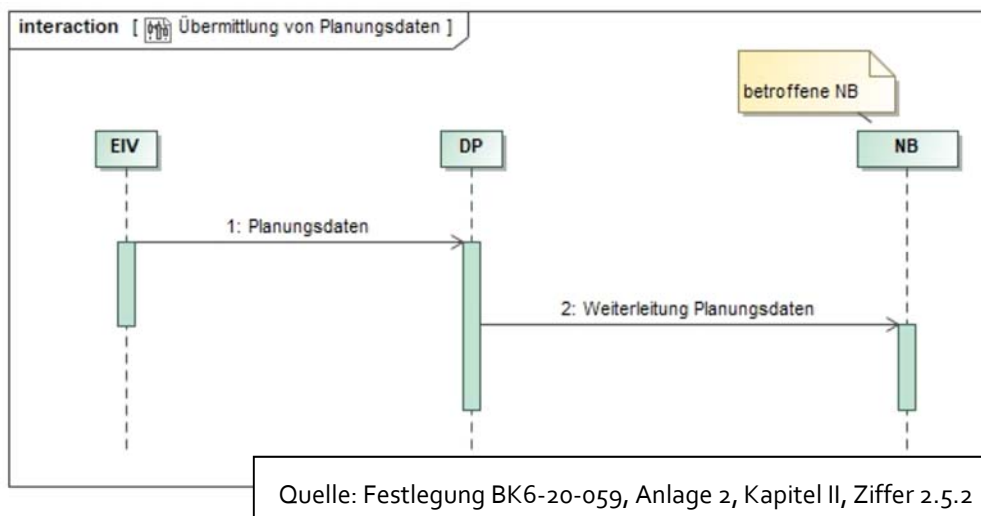 interaction [ Übermittlung von Planungsdaten ]
betroffene NB
EIV
DP
NB
1: Planungsdaten
2: Weiterleitung Planungsdaten
Quelle: Festlegung BK6-20-059, Anlage 2, Kapitel II, Ziffer 2.5.2